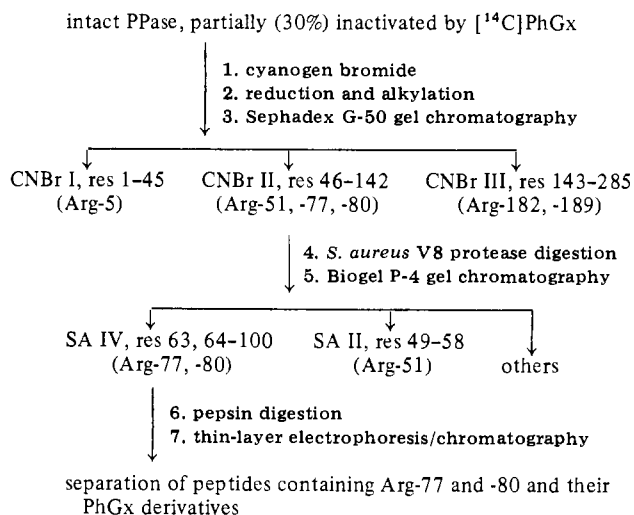 intact PPase, partially (30%) inactivated by [¹⁴C]PhGx
1. cyanogen bromide
2. reduction and alkylation
3. Sephadex G-50 gel chromatography
CNBr I, res 1–45
(Arg-5)
CNBr II, res 46–142
(Arg-51, -77, -80)
CNBr III, res 143–285
(Arg-182, -189)
4. S. aureus V8 protease digestion
5. Biogel P-4 gel chromatography
SA IV, res 63, 64–100
(Arg-77, -80)
SA II, res 49–58
(Arg-51)
others
6. pepsin digestion
7. thin-layer electrophoresis/chromatography
separation of peptides containing Arg-77 and -80 and their
PhGx derivatives